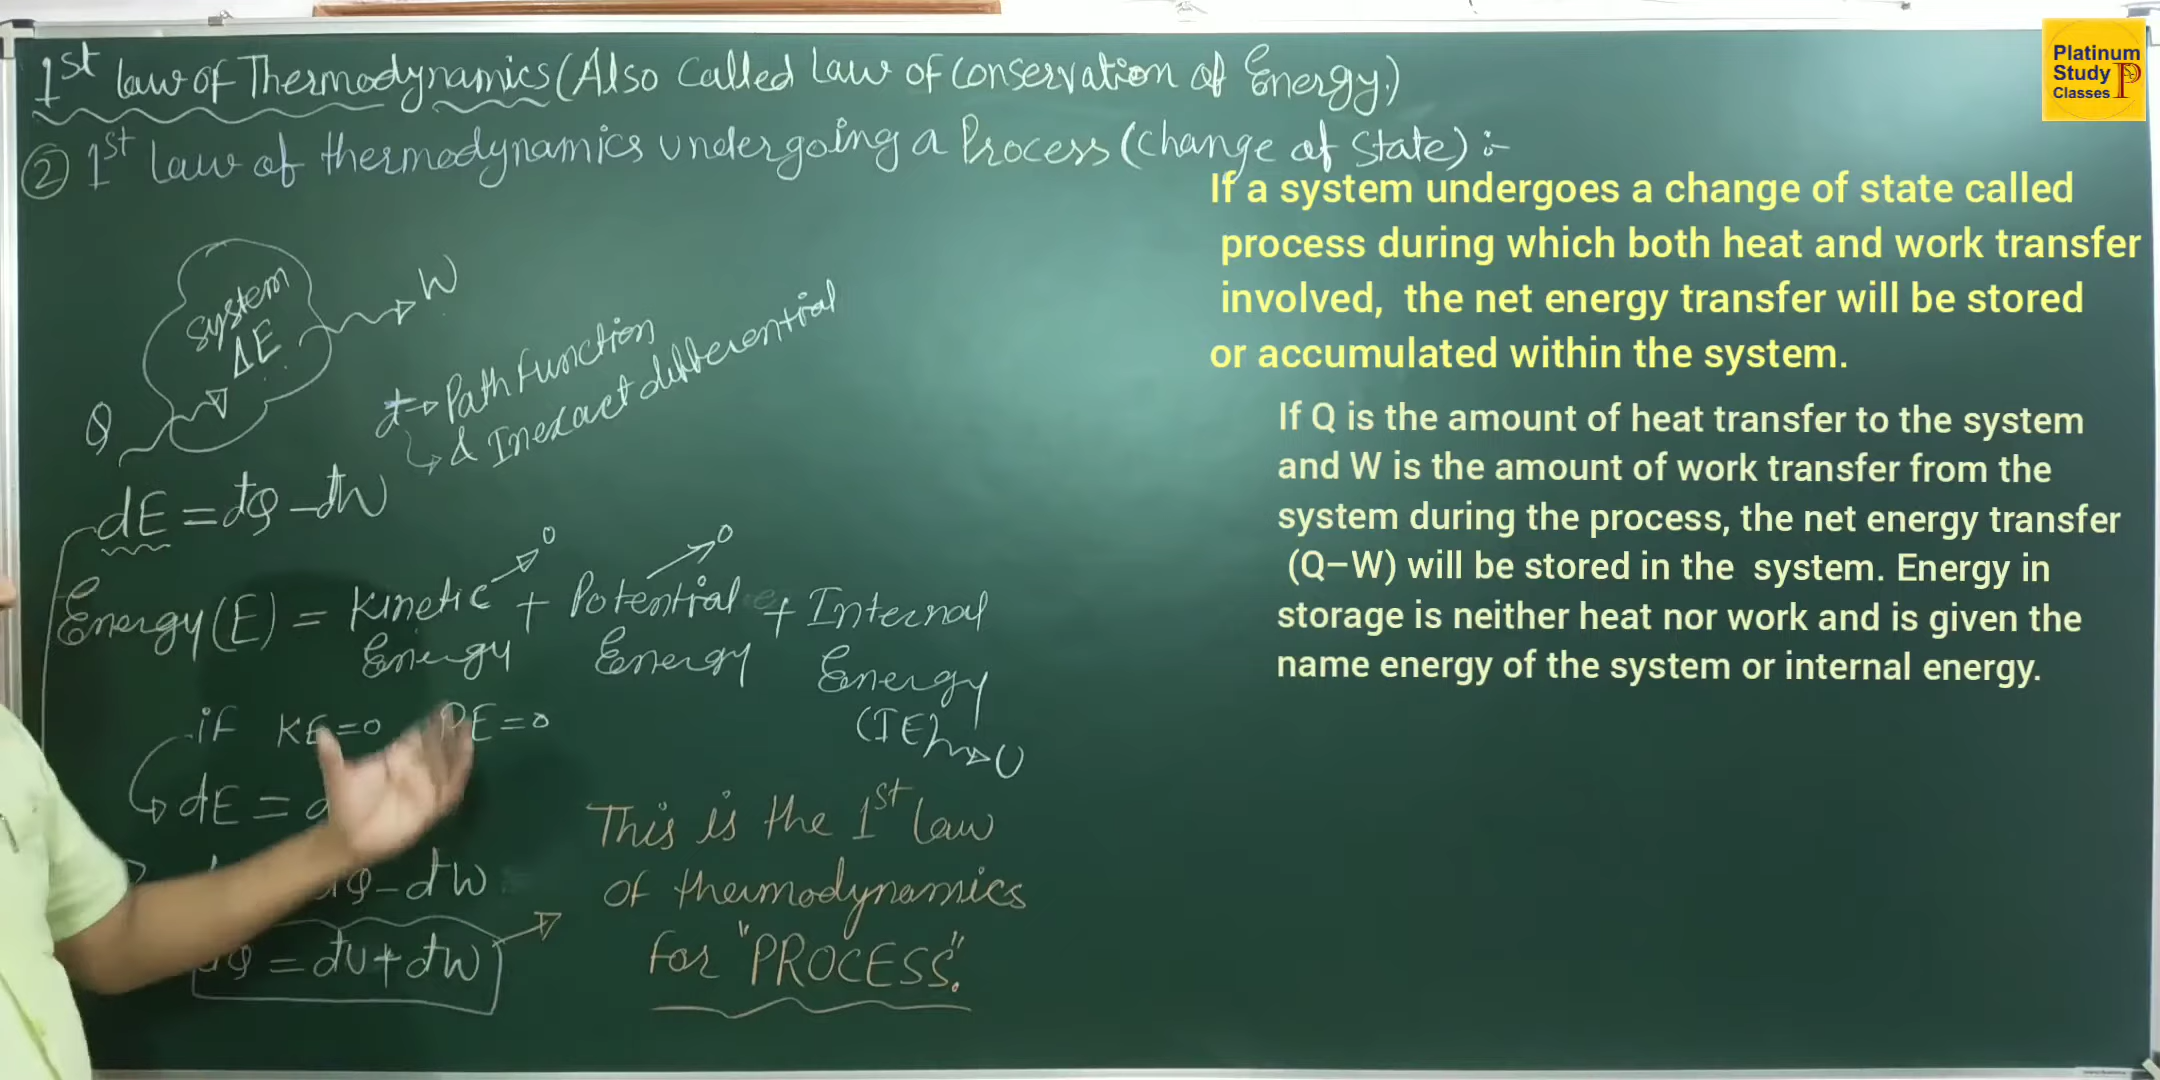 1st law of Thermodynamics (Also Called Law of Conservation of Energy.)
② 1st law of thermodynamics undergoing a Process (Change of State) :-
Platinum
Study
Classes
P
If a system undergoes a change of state called
process during which both heat and work transfer
involved, the net energy transfer will be stored
or accumulated within the system.
If Q is the amount of heat transfer to the system
and W is the amount of work transfer from the
system during the process, the net energy transfer
(Q–W) will be stored in the system. Energy in
storage is neither heat nor work and is given the
name energy of the system or internal energy.
system
ΔE
W
Q
đ → Path Function
& Inexact differential
dE = đQ - đW
Energy (E) = Kinetic Energy → 0 + Potential Energy → 0 + Internal Energy
(IE) → U
if KE = 0 PE = 0
dE =
- đW
= dU + đW
This is the 1st law
of thermodynamics
for "PROCESS".